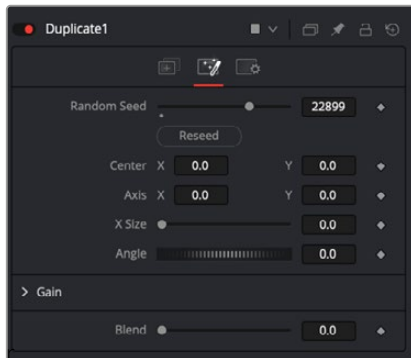 Duplicate1
Random Seed 22899
Reseed
Center X 0.0 Y 0.0
Axis X 0.0 Y 0.0
X Size 0.0
Angle 0.0
> Gain
Blend 0.0